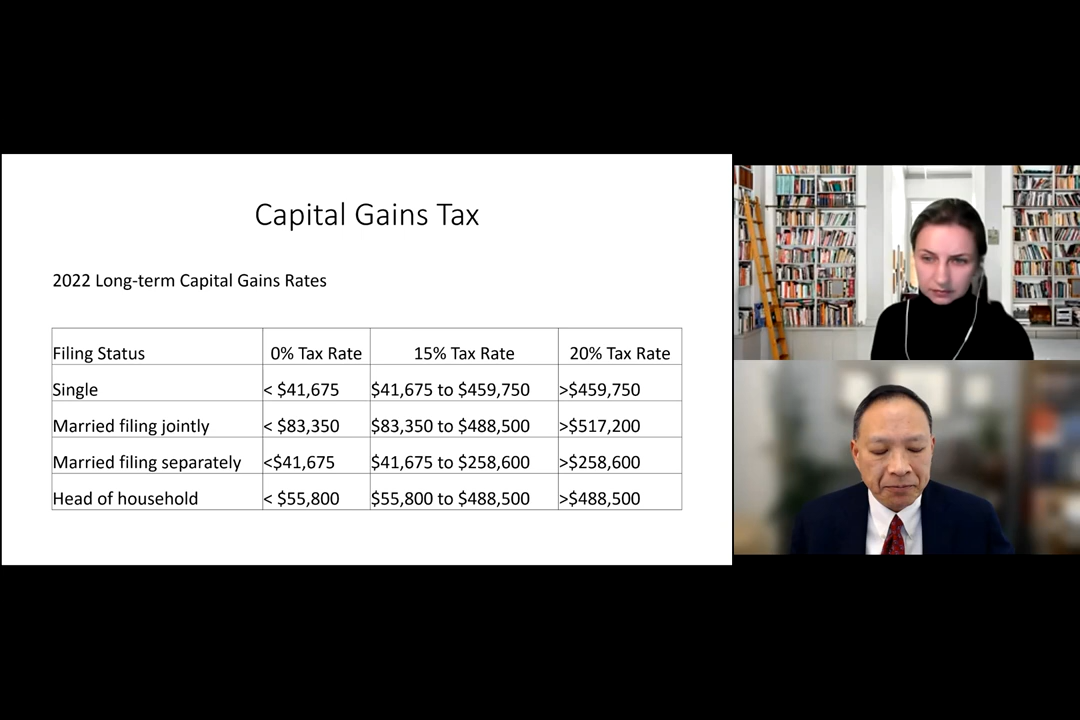 Capital Gains Tax
2022 Long-term Capital Gains Rates
Filing Status 0% Tax Rate 15% Tax Rate 20% Tax Rate
Single < $41,675 $41,675 to $459,750 >$459,750
Married filing jointly < $83,350 $83,350 to $488,500 >$517,200
Married filing separately <$41,675 $41,675 to $258,600 >$258,600
Head of household < $55,800 $55,800 to $488,500 >$488,500